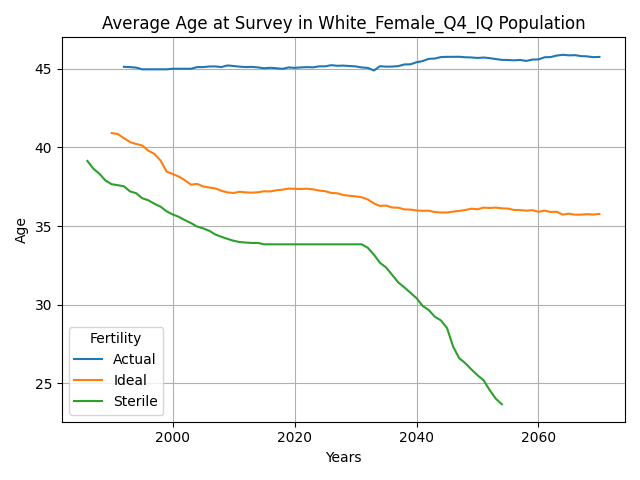 Average Age at Survey in White_Female_Q4_IQ Population
Age
45
40
35
30
25
Fertility
Actual
Ideal
Sterile
2000
2020
2040
2060
Years